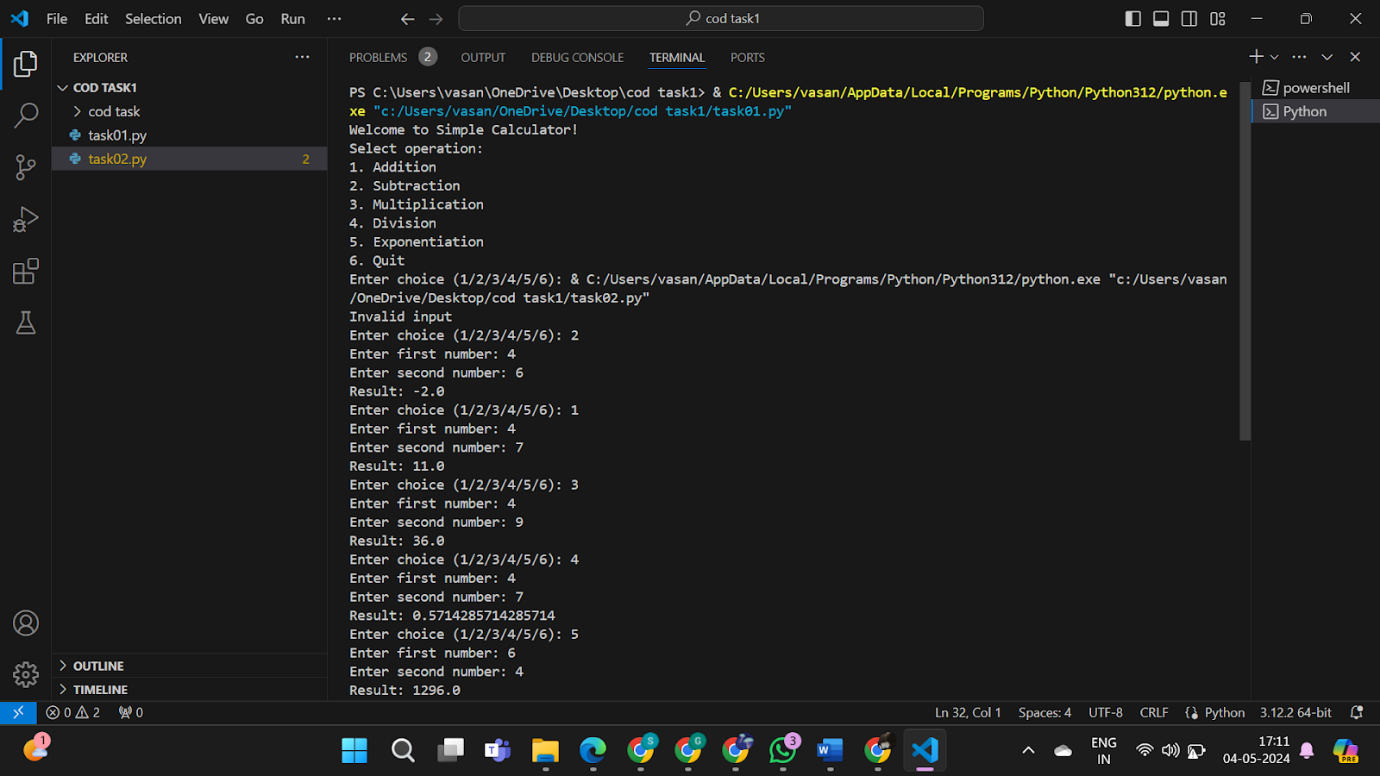 File Edit Selection View Go Run ···
cod task1
EXPLORER ···
COD TASK1
cod task
task01.py
task02.py 2
OUTLINE
TIMELINE
PROBLEMS 2 OUTPUT DEBUG CONSOLE TERMINAL PORTS
PS C:\Users\vasan\OneDrive\Desktop\cod task1> & C:/Users/vasan/AppData/Local/Programs/Python/Python312/python.e
xe "c:/Users/vasan/OneDrive/Desktop/cod task1/task01.py"
Welcome to Simple Calculator!
Select operation:
1. Addition
2. Subtraction
3. Multiplication
4. Division
5. Exponentiation
6. Quit
Enter choice (1/2/3/4/5/6): & C:/Users/vasan/AppData/Local/Programs/Python/Python312/python.exe "c:/Users/vasan
/OneDrive/Desktop/cod task1/task02.py"
Invalid input
Enter choice (1/2/3/4/5/6): 2
Enter first number: 4
Enter second number: 6
Result: -2.0
Enter choice (1/2/3/4/5/6): 1
Enter first number: 4
Enter second number: 7
Result: 11.0
Enter choice (1/2/3/4/5/6): 3
Enter first number: 4
Enter second number: 9
Result: 36.0
Enter choice (1/2/3/4/5/6): 4
Enter first number: 4
Enter second number: 7
Result: 0.5714285714285714
Enter choice (1/2/3/4/5/6): 5
Enter first number: 6
Enter second number: 4
Result: 1296.0
powershell
Python
0 2 0
Ln 32, Col 1 Spaces: 4 UTF-8 CRLF Python 3.12.2 64-bit
1
T
S
G
3
W
ENG
IN
17:11
04-05-2024
PRE